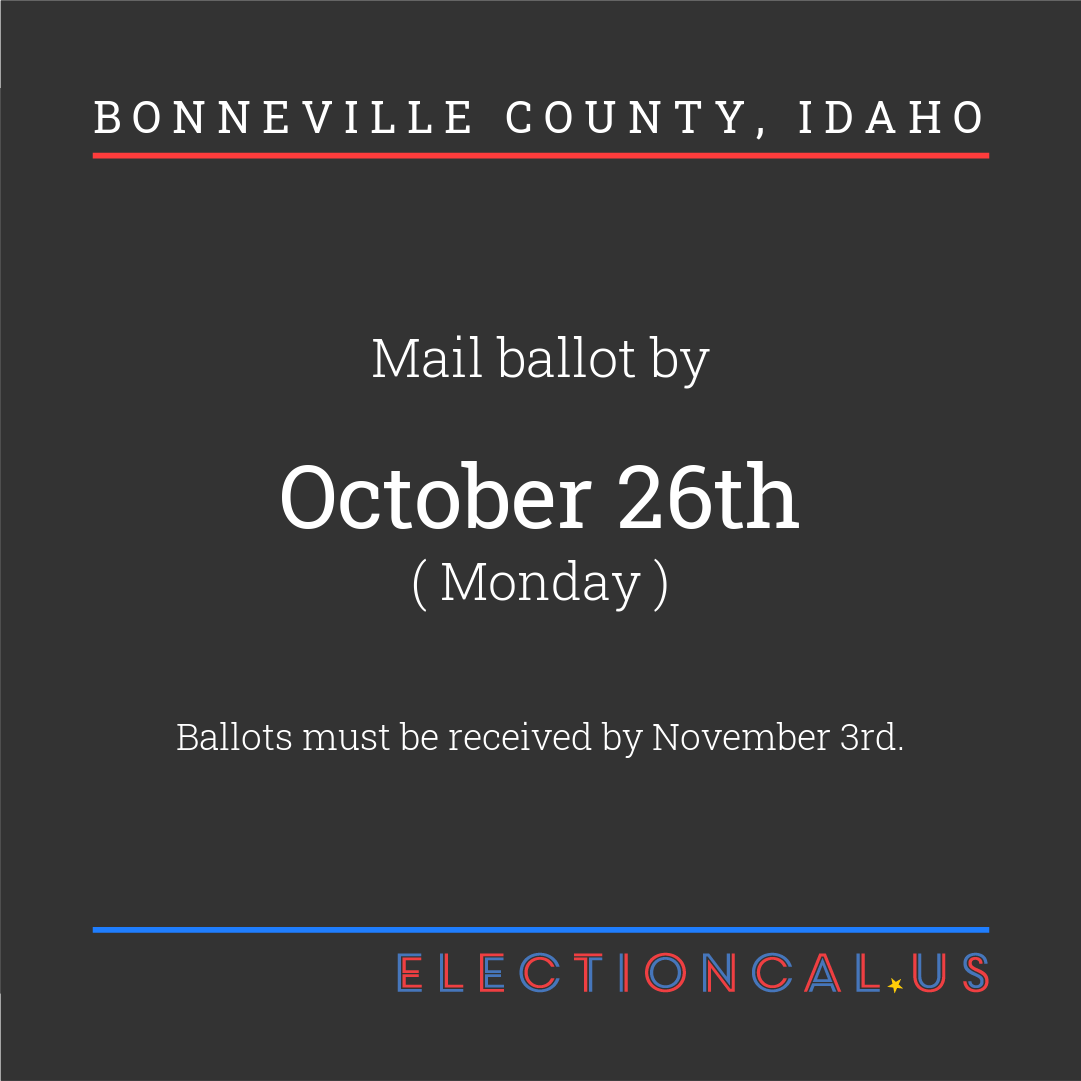 BONNEVILLE COUNTY, IDAHO
Mail ballot by
October 26th
( Monday )
Ballots must be received by November 3rd.
ELECTIONCAL.US